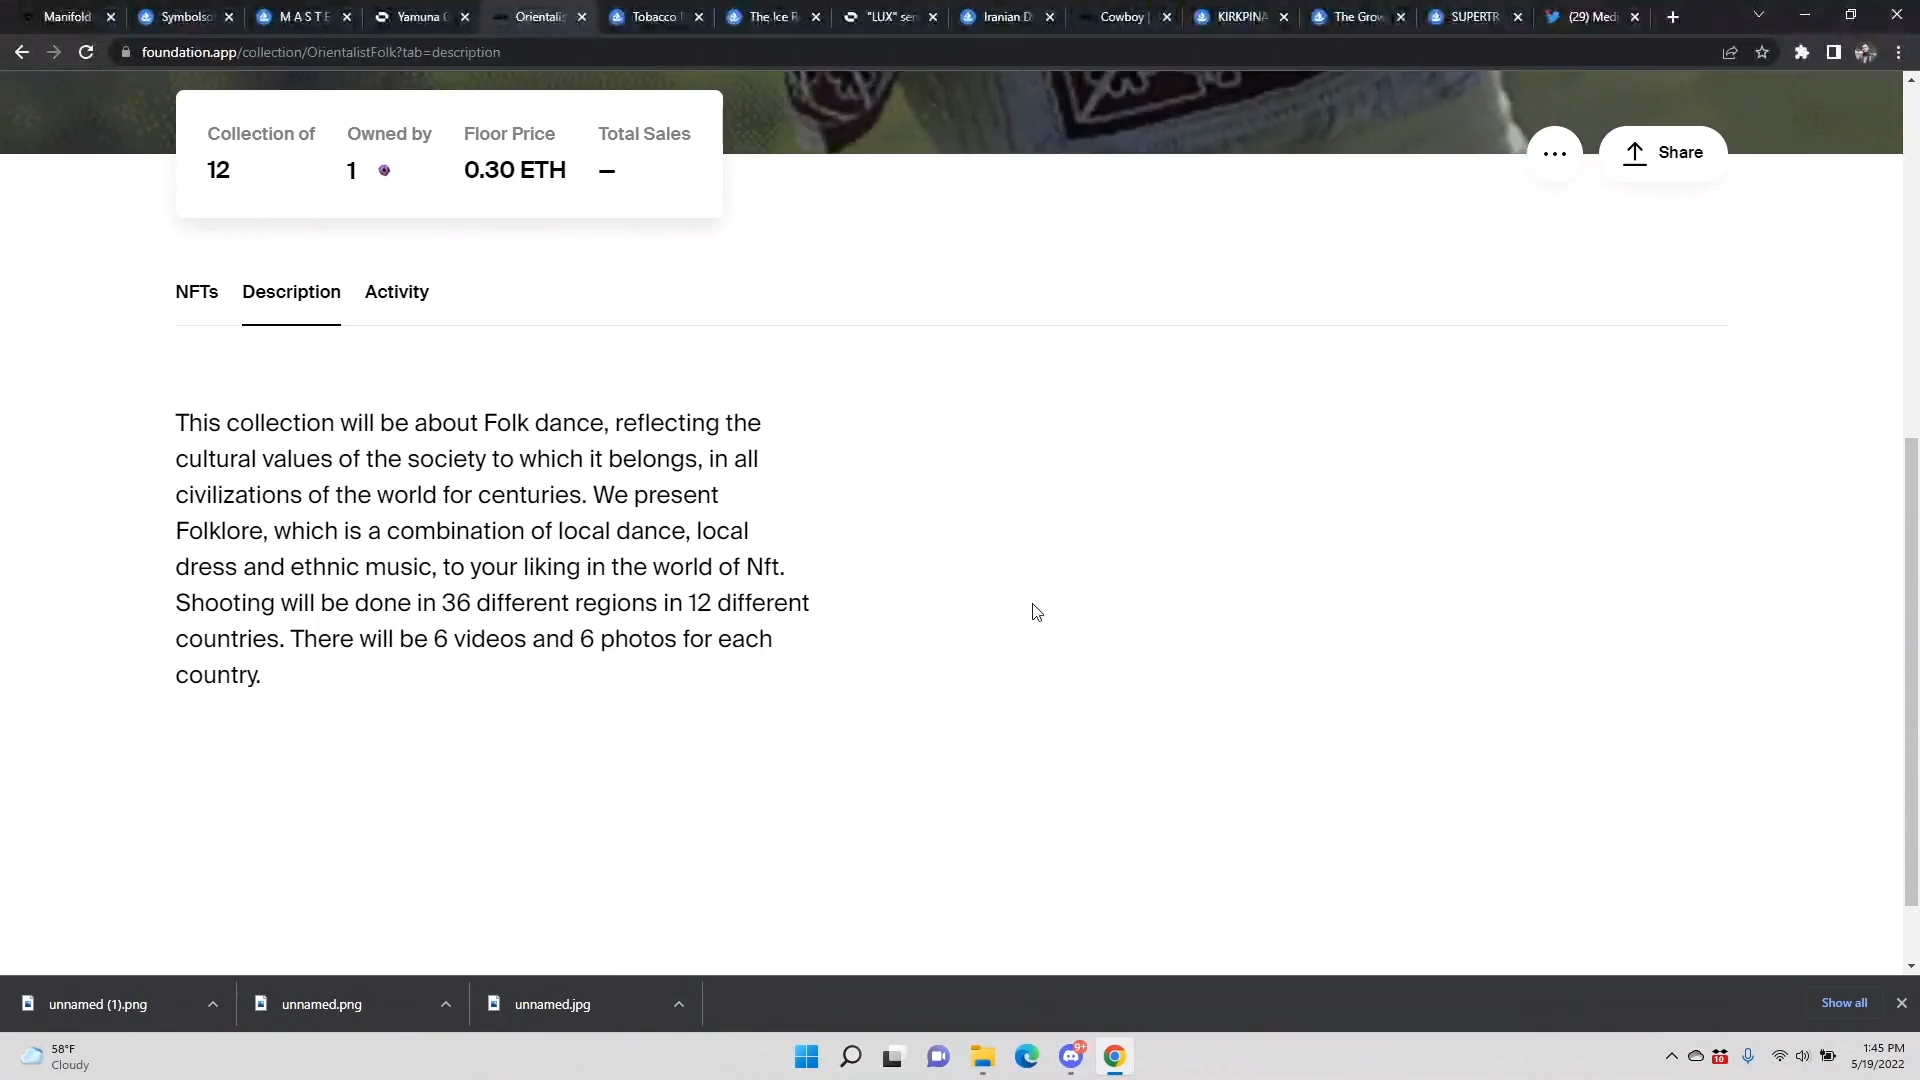 Manifold
Symbolso
M A S T E
Yamuna
Orientalis
Tobacco
The Ice R
"LUX" ser
Iranian D
Cowboy |
KIRKPINA
The Grow
SUPERTR
(29) Medi
foundation.app/collection/OrientalistFolk?tab=description
Collection of
12
Owned by
1
Floor Price
0.30 ETH
Total Sales
—
... Share
NFTs Description Activity
This collection will be about Folk dance, reflecting the
cultural values of the society to which it belongs, in all
civilizations of the world for centuries. We present
Folklore, which is a combination of local dance, local
dress and ethnic music, to your liking in the world of Nft.
Shooting will be done in 36 different regions in 12 different
countries. There will be 6 videos and 6 photos for each
country.
unnamed (1).png
unnamed.png
unnamed.jpg
Show all
58°F
Cloudy
9+
10
1:45 PM
5/19/2022